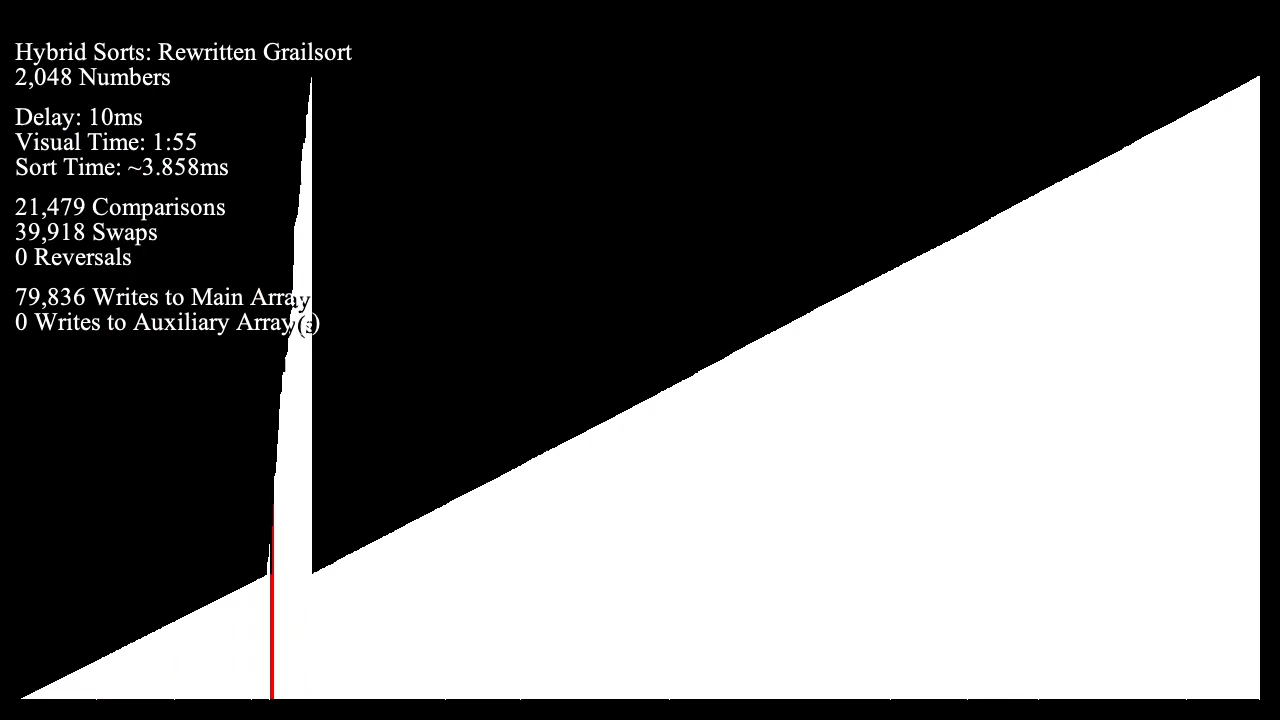 Hybrid Sorts: Rewritten Grailsort
2,048 Numbers
Delay: 10ms
Visual Time: 1:55
Sort Time: ~3.858ms
21,479 Comparisons
39,918 Swaps
0 Reversals
79,836 Writes to Main Array
0 Writes to Auxiliary Array(s)